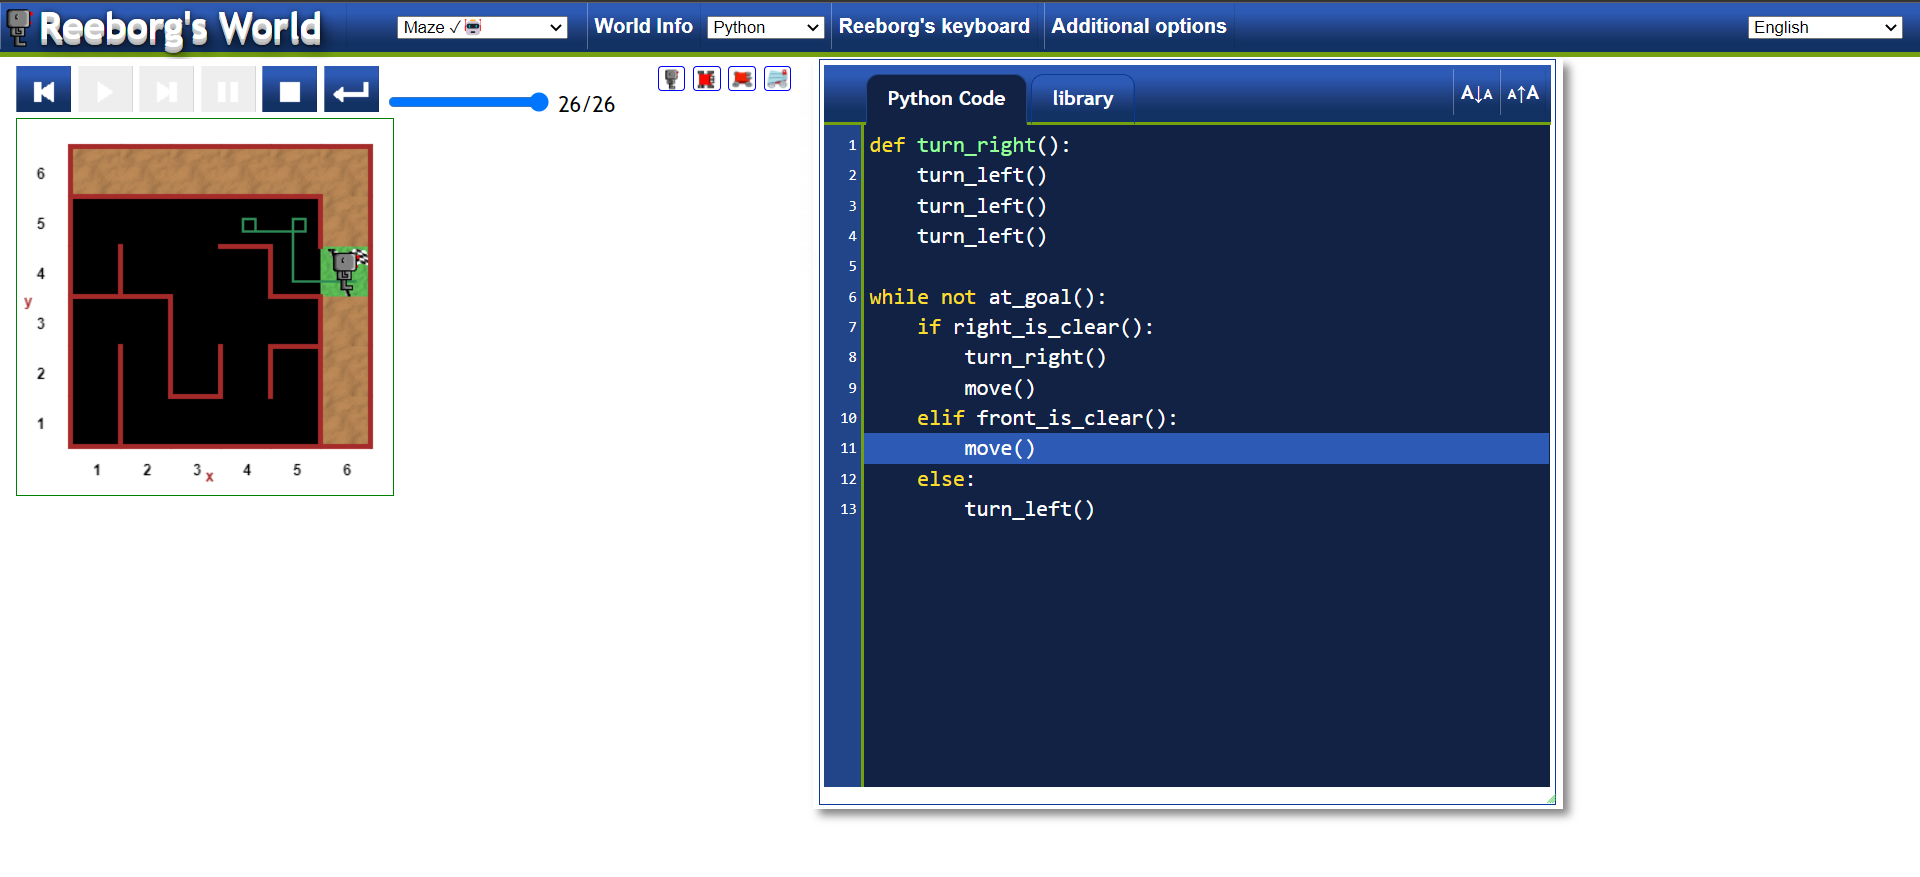 Reeborg's World
Maze ✓ 🤖
World Info
Python
Reeborg's keyboard
Additional options
English
26/26
Python Code
library
A↓A
A↑A
1 def turn_right():
2     turn_left()
3     turn_left()
4     turn_left()
5
6 while not at_goal():
7     if right_is_clear():
8         turn_right()
9         move()
10     elif front_is_clear():
11         move()
12     else:
13         turn_left()
6
5
4
y
3
2
1
1 2 3 x 4 5 6